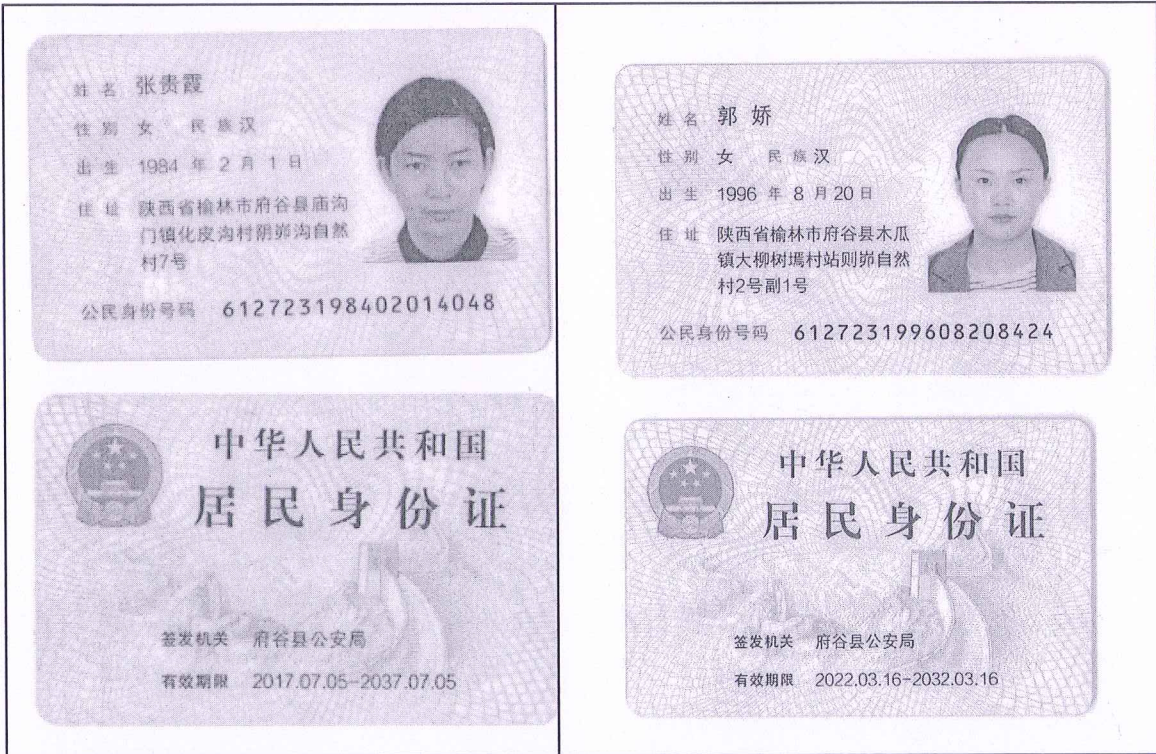 姓名 张贵霞
性别 女 民族 汉
出生 1984 年 2 月 1 日
住址 陕西省榆林市府谷县庙沟
门镇化皮沟村阴峁沟自然
村7号
公民身份号码 612723198402014048
中华人民共和国
居民身份证
签发机关 府谷县公安局
有效期限 2017.07.05-2037.07.05
姓名 郭娇
性别 女 民族 汉
出生 1996 年 8 月 20 日
住址 陕西省榆林市府谷县木瓜
镇大柳树墕村站则峁自然
村2号副1号
公民身份号码 612723199608208424
中华人民共和国
居民身份证
签发机关 府谷县公安局
有效期限 2022.03.16-2032.03.16